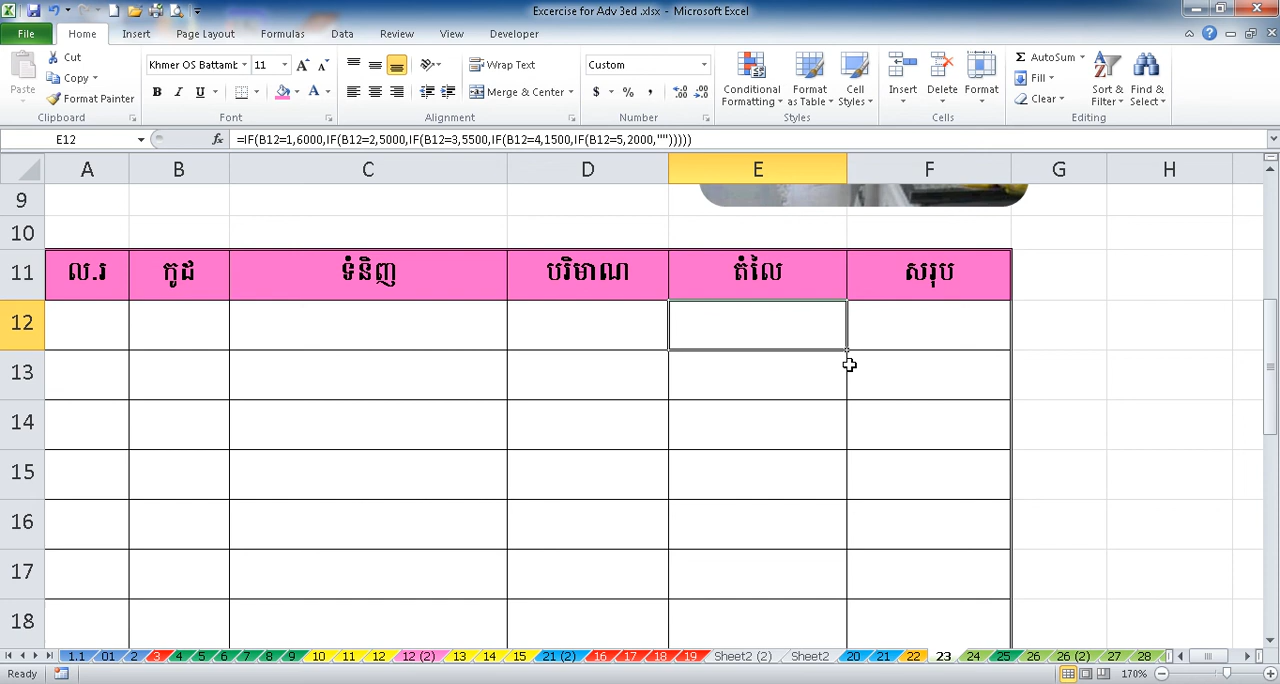 Excercise for Adv 3ed .xlsx - Microsoft Excel
File Home Insert Page Layout Formulas Data Review View Developer
Paste
Cut
Copy
Format Painter
Khmer OS Battamb 11
B I U
Wrap Text
Merge & Center
Custom
$ % ,
Conditional Formatting
Format as Table
Cell Styles
Insert
Delete
Format
Σ AutoSum
Fill
Clear
Sort & Filter
Find & Select
Clipboard Font Alignment Number Styles Cells Editing
E12 fx =IF(B12=1,6000,IF(B12=2,5000,IF(B12=3,5500,IF(B12=4,1500,IF(B12=5,2000,"")))))
A B C D E F G H
9
10
11 ល.រ កូដ ទំនិញ បរិមាណ តំលៃ សរុប
12
13
14
15
16
17
18
1.1 01 2 3 4 5 6 7 8 9 10 11 12 12 (2) 13 14 15 21 (2) 16 17 18 19 Sheet2 (2) Sheet2 20 21 22 23 24 25 26 26 (2) 27 28
Ready 170%